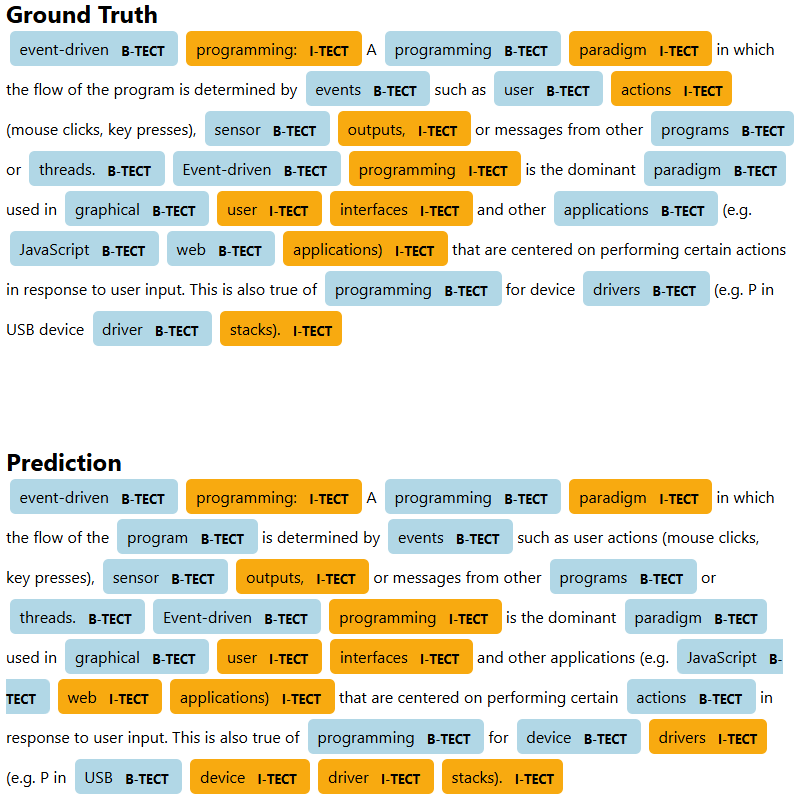 Ground Truth
event-driven B-TECT programming: I-TECT A programming B-TECT paradigm I-TECT in which
the flow of the program is determined by events B-TECT such as user B-TECT actions I-TECT
(mouse clicks, key presses), sensor B-TECT outputs, I-TECT or messages from other programs B-TECT
or threads. B-TECT Event-driven B-TECT programming I-TECT is the dominant paradigm B-TECT
used in graphical B-TECT user I-TECT interfaces I-TECT and other applications B-TECT (e.g.
JavaScript B-TECT web B-TECT applications) I-TECT that are centered on performing certain actions
in response to user input. This is also true of programming B-TECT for device drivers B-TECT (e.g. P in
USB device driver B-TECT stacks). I-TECT
Prediction
event-driven B-TECT programming: I-TECT A programming B-TECT paradigm I-TECT in which
the flow of the program B-TECT is determined by events B-TECT such as user actions (mouse clicks,
key presses), sensor B-TECT outputs, I-TECT or messages from other programs B-TECT or
threads. B-TECT Event-driven B-TECT programming I-TECT is the dominant paradigm B-TECT
used in graphical B-TECT user I-TECT interfaces I-TECT and other applications (e.g. JavaScript B-
TECT web I-TECT applications) I-TECT that are centered on performing certain actions B-TECT in
response to user input. This is also true of programming B-TECT for device B-TECT drivers I-TECT
(e.g. P in USB B-TECT device I-TECT driver I-TECT stacks). I-TECT